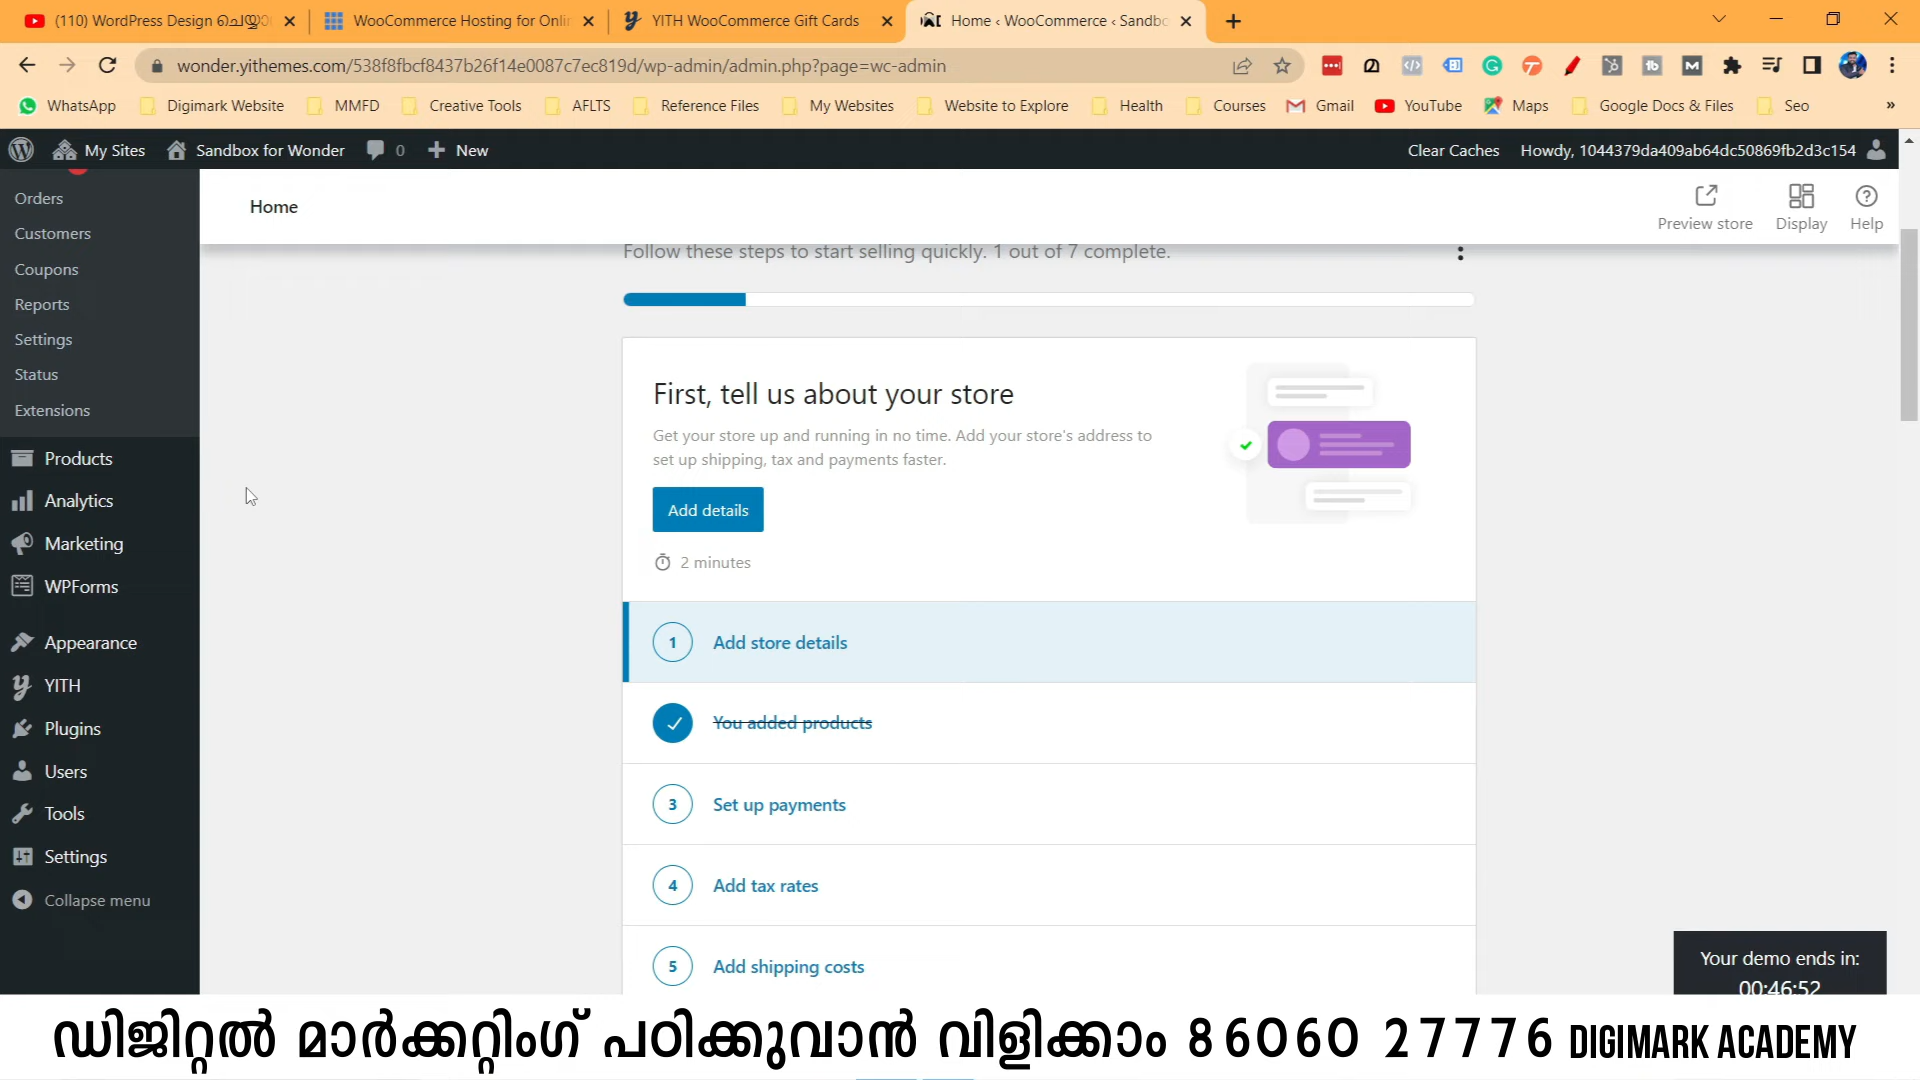 (110) WordPress Design
WooCommerce Hosting for Onli
YITH WooCommerce Gift Cards
Home ‹ WooCommerce ‹ Sandbo
wonder.yithemes.com/538f8fbcf8437b26f14e0087c7ec819d/wp-admin/admin.php?page=wc-admin
WhatsApp
Digimark Website
MMFD
Creative Tools
AFLTS
Reference Files
My Websites
Website to Explore
Health
Courses
Gmail
YouTube
Maps
Google Docs & Files
Seo
»
My Sites
Sandbox for Wonder
0
New
Clear Caches
Howdy, 1044379da409ab64dc50869fb2d3c154
Orders
Customers
Coupons
Reports
Settings
Status
Extensions
Products
Analytics
Marketing
WPForms
Appearance
YITH
Plugins
Users
Tools
Settings
Collapse menu
Home
Preview store
Display
Help
Follow these steps to start selling quickly. 1 out of 7 complete.
First, tell us about your store
Get your store up and running in no time. Add your store's address to
set up shipping, tax and payments faster.
Add details
2 minutes
1 Add store details
You added products
3 Set up payments
4 Add tax rates
5 Add shipping costs
Your demo ends in:
00:46:52
ഡിജിറ്റൽ മാർക്കറ്റിംഗ് പഠിക്കുവാൻ വിളിക്കാം 86060 27776 DIGIMARK ACADEMY